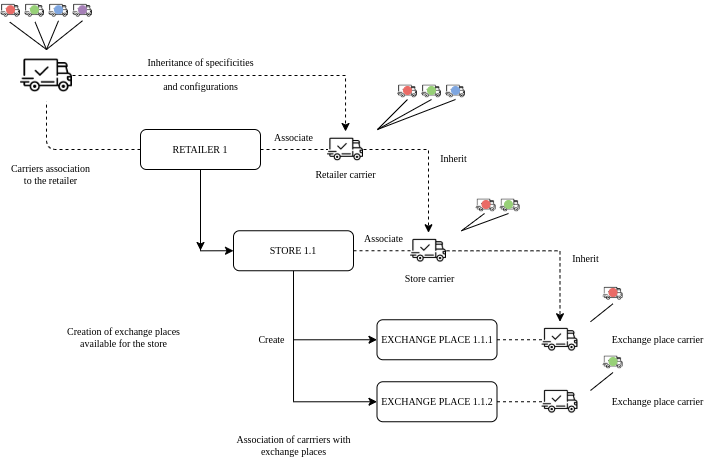 Inheritance of specificities
and configurations
RETAILER 1
Associate
Retailer carrier
Inherit
Carriers association
to the retailer
STORE 1.1
Associate
Store carrier
Inherit
Creation of exchange places
available for the store
Create
EXCHANGE PLACE 1.1.1
Exchange place carrier
EXCHANGE PLACE 1.1.2
Exchange place carrier
Association of carrriers with
exchange places